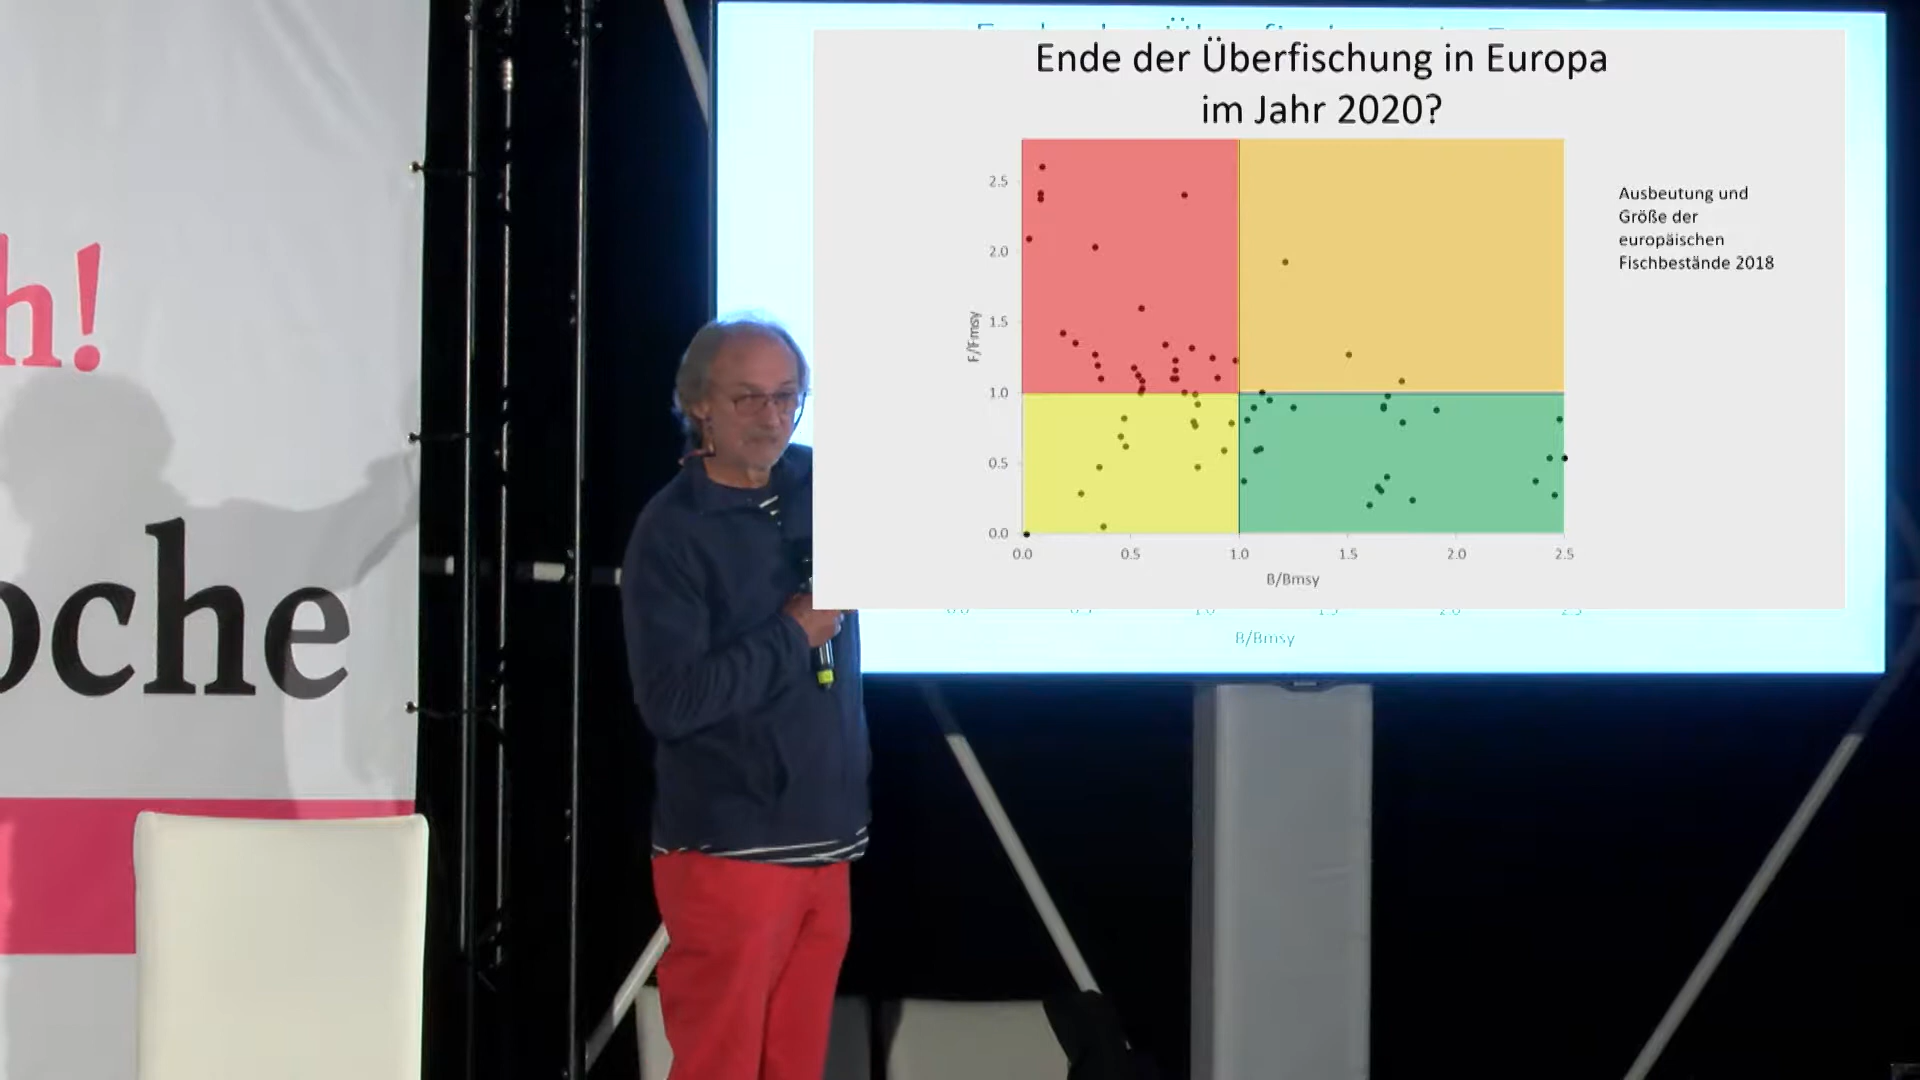 h!
oche
Ende der Überfischung in Europa
im Jahr 2020?
Ausbeutung und
Größe der
europäischen
Fischbestände 2018
F/Fmsy
2.5
2.0
1.5
1.0
0.5
0.0
0.0 0.5 1.0 1.5 2.0 2.5
B/Bmsy
B/Bmsy